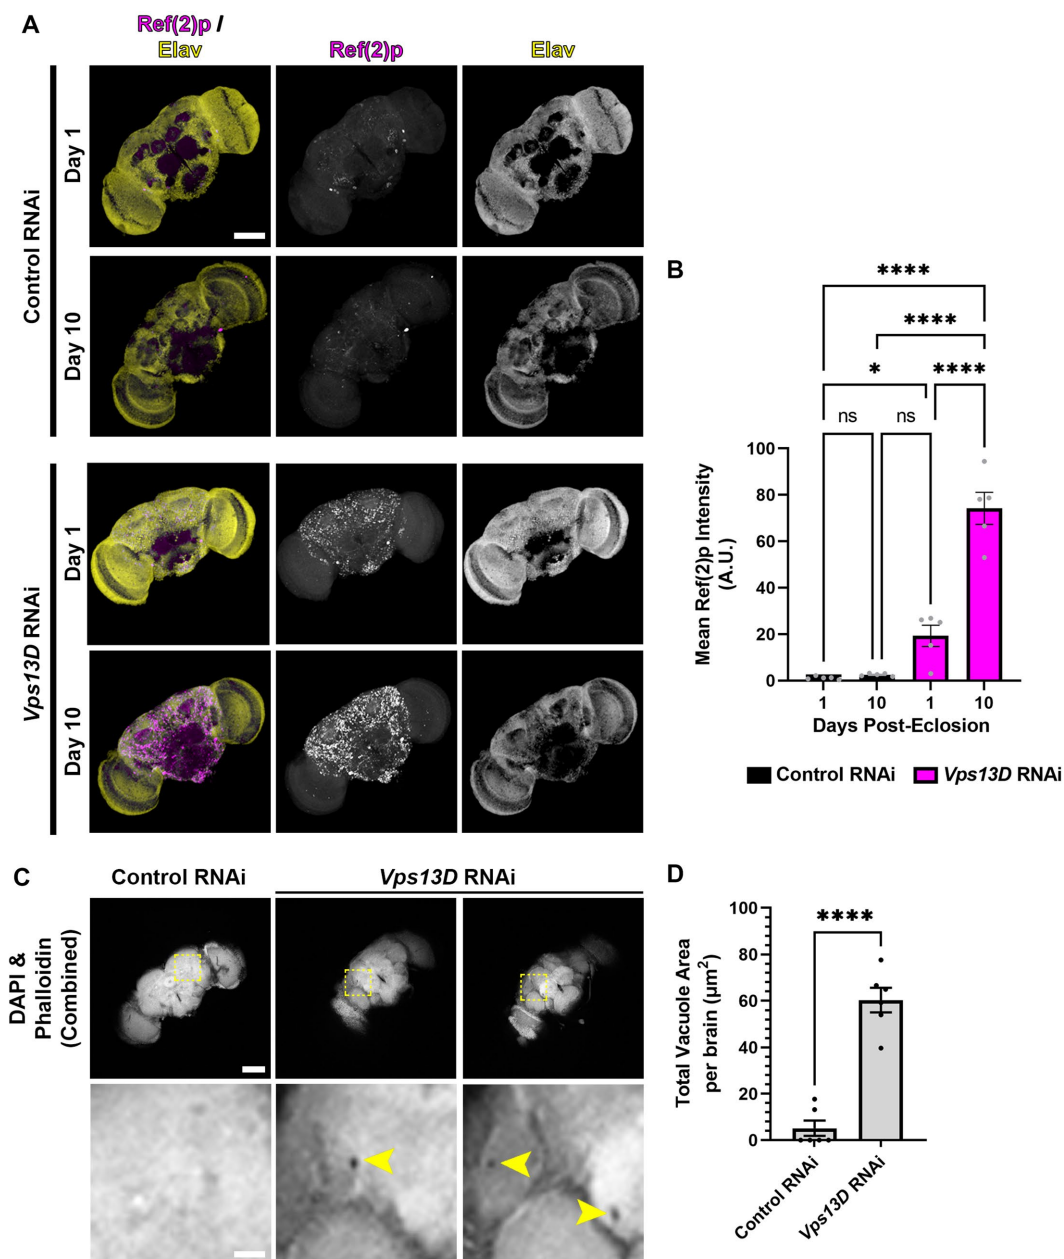 A
Ref(2)p /
Elav
Ref(2)p
Elav
Control RNAi
Day 1
Day 10
Vps13D RNAi
Day 1
Day 10
B
****
****
*
****
ns
ns
Mean Ref(2)p Intensity
(A.U.)
100
80
60
40
20
0
1
10
1
10
Days Post-Eclosion
Control RNAi
Vps13D RNAi
C
Control RNAi
Vps13D RNAi
DAPI &
Phalloidin
(Combined)
D
****
Total Vacuole Area
per brain (µm²)
100
80
60
40
20
0
Control RNAi
Vps13D RNAi